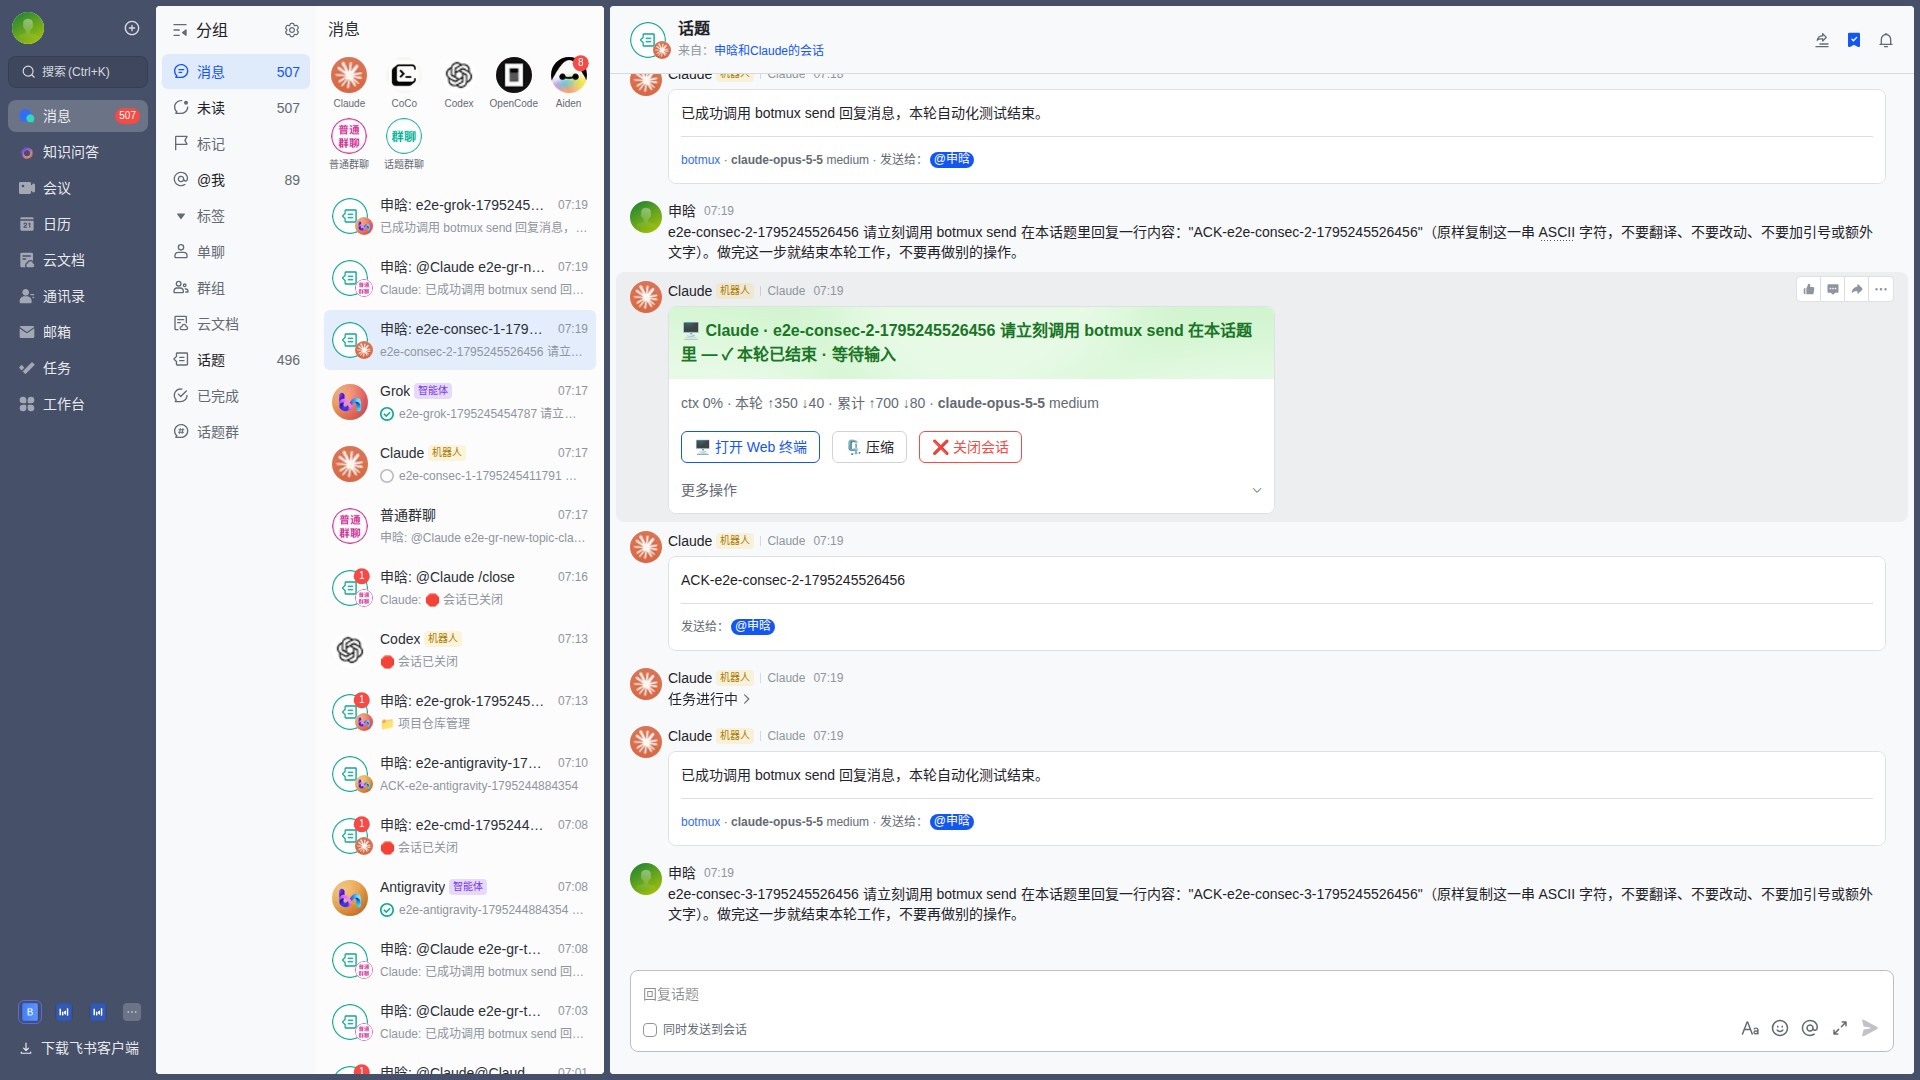 搜索 (Ctrl+K)
消息 507
知识问答
会议
日历
云文档
通讯录
邮箱
任务
工作台
下载飞书客户端
分组
消息 507
未读 507
标记
@我 89
标签
单聊
群组
云文档
话题 496
已完成
话题群
消息
Claude CoCo Codex OpenCode Aiden 8
普通群聊 话题群聊
普通群聊 话题群聊
申晗: e2e-grok-1795245… 07:19
已成功调用 botmux send 回复消息，…
申晗: @Claude e2e-gr-n… 07:19
Claude: 已成功调用 botmux send 回…
申晗: e2e-consec-1-179… 07:19
e2e-consec-2-1795245526456 请立…
Grok 智能体 07:17
e2e-grok-1795245454787 请立…
Claude 机器人 07:17
e2e-consec-1-1795245411791 …
普通群聊 07:17
申晗: @Claude e2e-gr-new-topic-cla…
申晗: @Claude /close 07:16
Claude: 会话已关闭
Codex 机器人 07:13
会话已关闭
申晗: e2e-grok-1795245… 07:13
项目仓库管理
申晗: e2e-antigravity-17… 07:10
ACK-e2e-antigravity-1795244884354
申晗: e2e-cmd-1795244… 07:08
会话已关闭
Antigravity 智能体 07:08
e2e-antigravity-1795244884354 …
申晗: @Claude e2e-gr-t… 07:08
Claude: 已成功调用 botmux send 回…
申晗: @Claude e2e-gr-t… 07:03
Claude: 已成功调用 botmux send 回…
申晗: @Claude@Claud… 07:01
话题
来自：申晗和Claude的会话
Claude 机器人 Claude 07:18
已成功调用 botmux send 回复消息，本轮自动化测试结束。
botmux · claude-opus-5-5 medium · 发送给： @申晗
申晗 07:19
e2e-consec-2-1795245526456 请立刻调用 botmux send 在本话题里回复一行内容："ACK-e2e-consec-2-1795245526456"（原样复制这一串 ASCII 字符，不要翻译、不要改动、不要加引号或额外
文字）。做完这一步就结束本轮工作，不要再做别的操作。
Claude 机器人 Claude 07:19
Claude · e2e-consec-2-1795245526456 请立刻调用 botmux send 在本话题
里 — ✓ 本轮已结束 · 等待输入
ctx 0% · 本轮 ↑350 ↓40 · 累计 ↑700 ↓80 · claude-opus-5-5 medium
打开 Web 终端 压缩 关闭会话
更多操作
Claude 机器人 Claude 07:19
ACK-e2e-consec-2-1795245526456
发送给： @申晗
Claude 机器人 Claude 07:19
任务进行中
Claude 机器人 Claude 07:19
已成功调用 botmux send 回复消息，本轮自动化测试结束。
botmux · claude-opus-5-5 medium · 发送给： @申晗
申晗 07:19
e2e-consec-3-1795245526456 请立刻调用 botmux send 在本话题里回复一行内容："ACK-e2e-consec-3-1795245526456"（原样复制这一串 ASCII 字符，不要翻译、不要改动、不要加引号或额外
文字）。做完这一步就结束本轮工作，不要再做别的操作。
回复话题
同时发送到会话